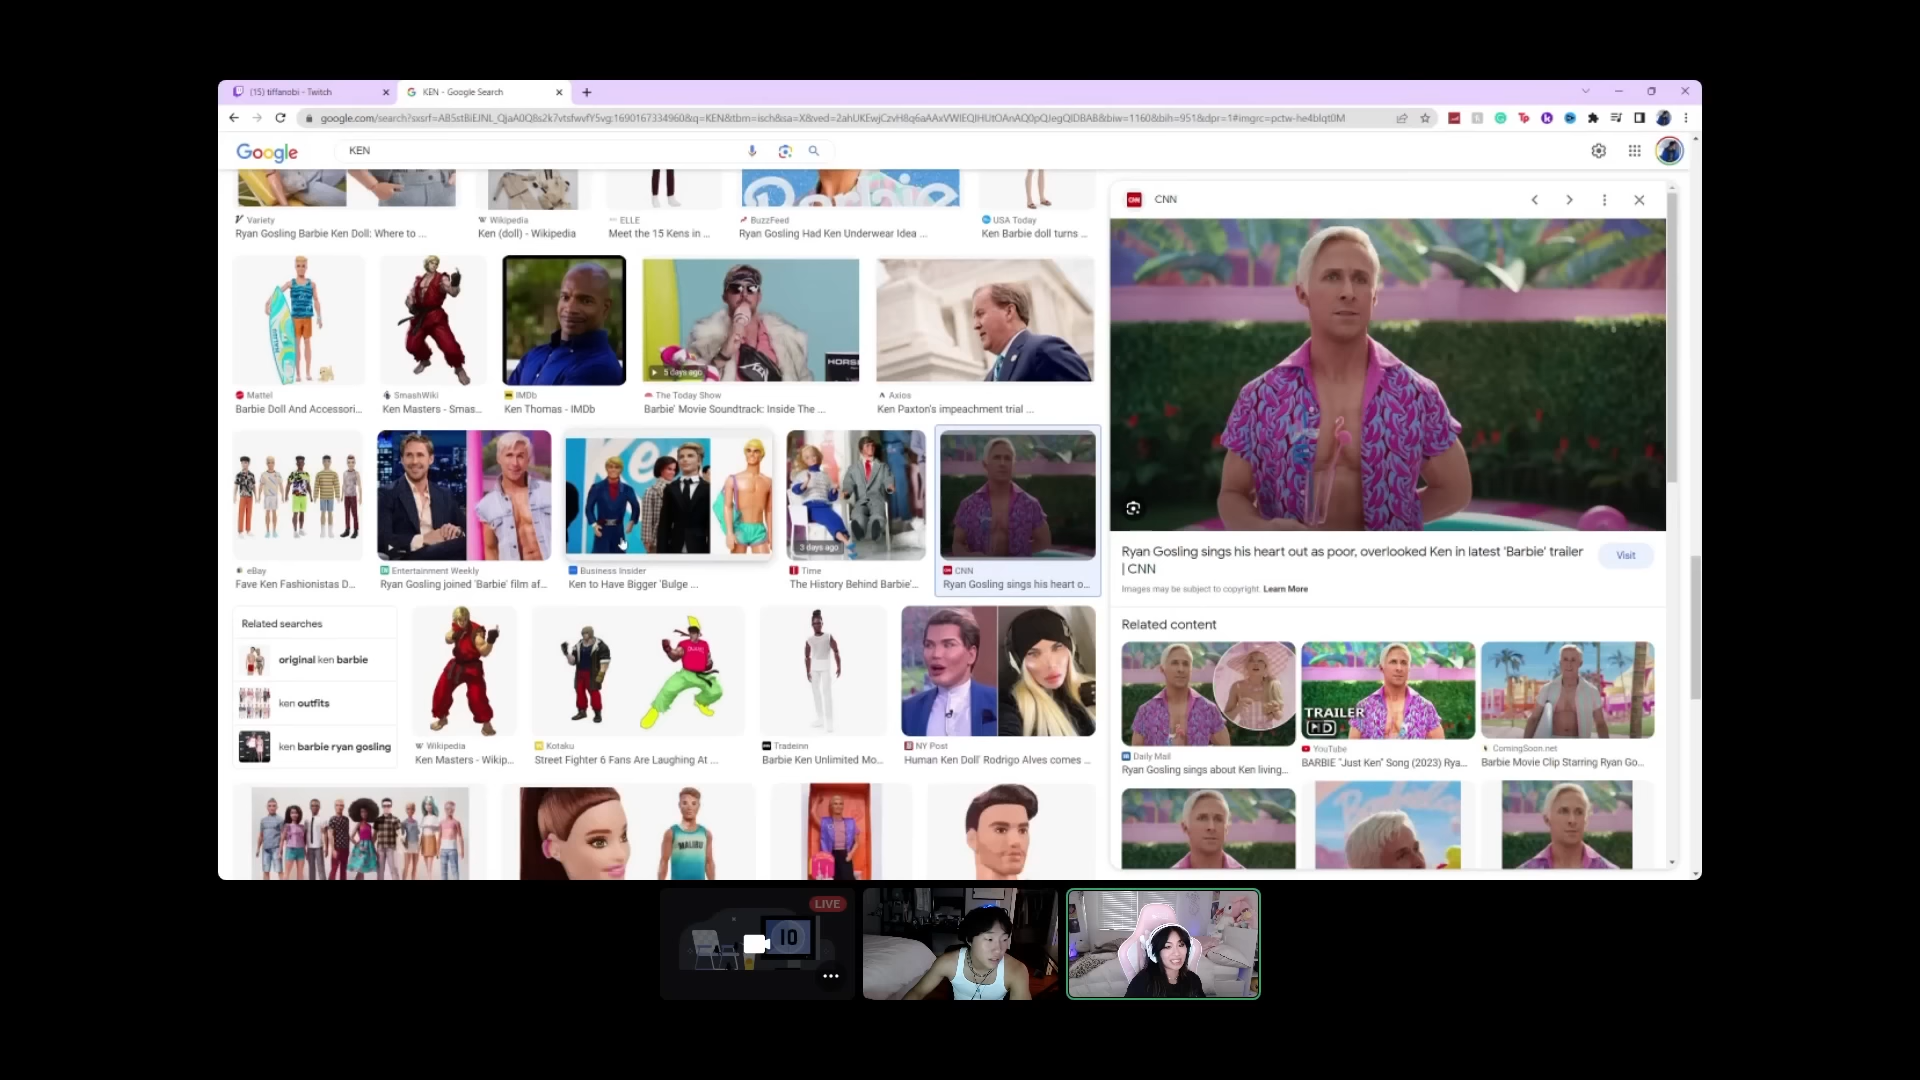 (15) tiffanobi - Twitch
KEN - Google Search
Google
KEN
Variety
Ryan Gosling Barbie Ken Doll: Where to ...
Wikipedia
Ken (doll) - Wikipedia
ELLE
Meet the 15 Kens in ...
BuzzFeed
Ryan Gosling Had Ken Underwear Idea ...
USA Today
Ken Barbie doll turns ...
5 days ago
Mattel
Barbie Doll And Accessori...
SmashWiki
Ken Masters - Smas...
IMDb
Ken Thomas - IMDb
The Today Show
Barbie' Movie Soundtrack: Inside The ...
Axios
Ken Paxton's impeachment trial ...
3 days ago
eBay
Fave Ken Fashionistas D...
Entertainment Weekly
Ryan Gosling joined 'Barbie' film af...
Business Insider
Ken to Have Bigger 'Bulge ...
Time
The History Behind Barbie'...
CNN
Ryan Gosling sings his heart o...
Related searches
original ken barbie
ken outfits
ken barbie ryan gosling
Wikipedia
Ken Masters - Wikip...
Kotaku
Street Fighter 6 Fans Are Laughing At ...
Tradeinn
Barbie Ken Unlimited Mo...
NY Post
Human Ken Doll' Rodrigo Alves comes ...
MALIBU
CNN
Ryan Gosling sings his heart out as poor, overlooked Ken in latest 'Barbie' trailer
| CNN
Visit
Images may be subject to copyright. Learn More
Related content
TRAILER
HD
Daily Mail
Ryan Gosling sings about Ken living...
YouTube
BARBIE "Just Ken" Song (2023) Rya...
ComingSoon.net
Barbie Movie Clip Starring Ryan Go...
LIVE
10